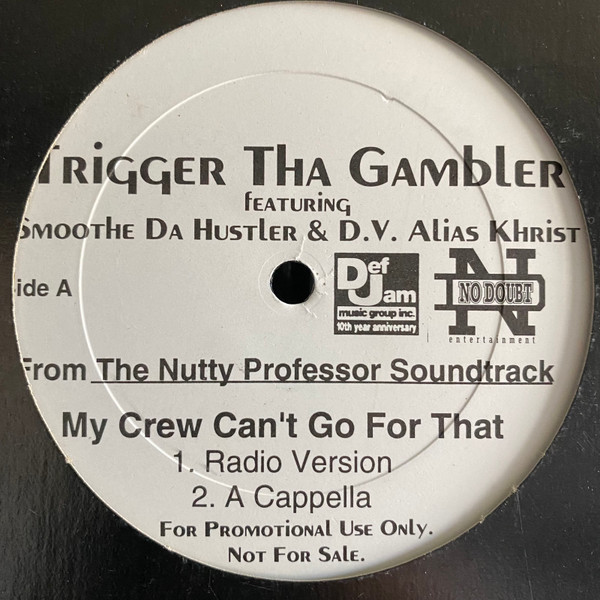 Trigger Tha Gambler
featuring
Smoothe Da Hustler & D.V. Alias Khrist
ide A
Def
Jam
music group inc.
10th year anniversary
ND
NO DOUBT
entertainment
From The Nutty Professor Soundtrack
My Crew Can't Go For That
1. Radio Version
2. A Cappella
For Promotional Use Only.
Not For Sale.